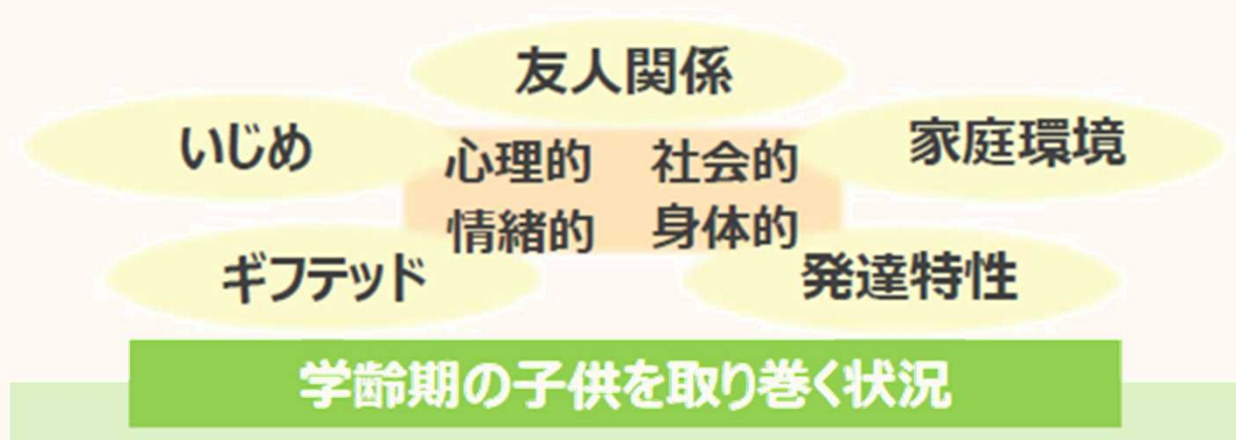 友人関係
いじめ
家庭環境
心理的 社会的
情緒的 身体的
ギフテッド
発達特性
学齢期の子供を取り巻く状況